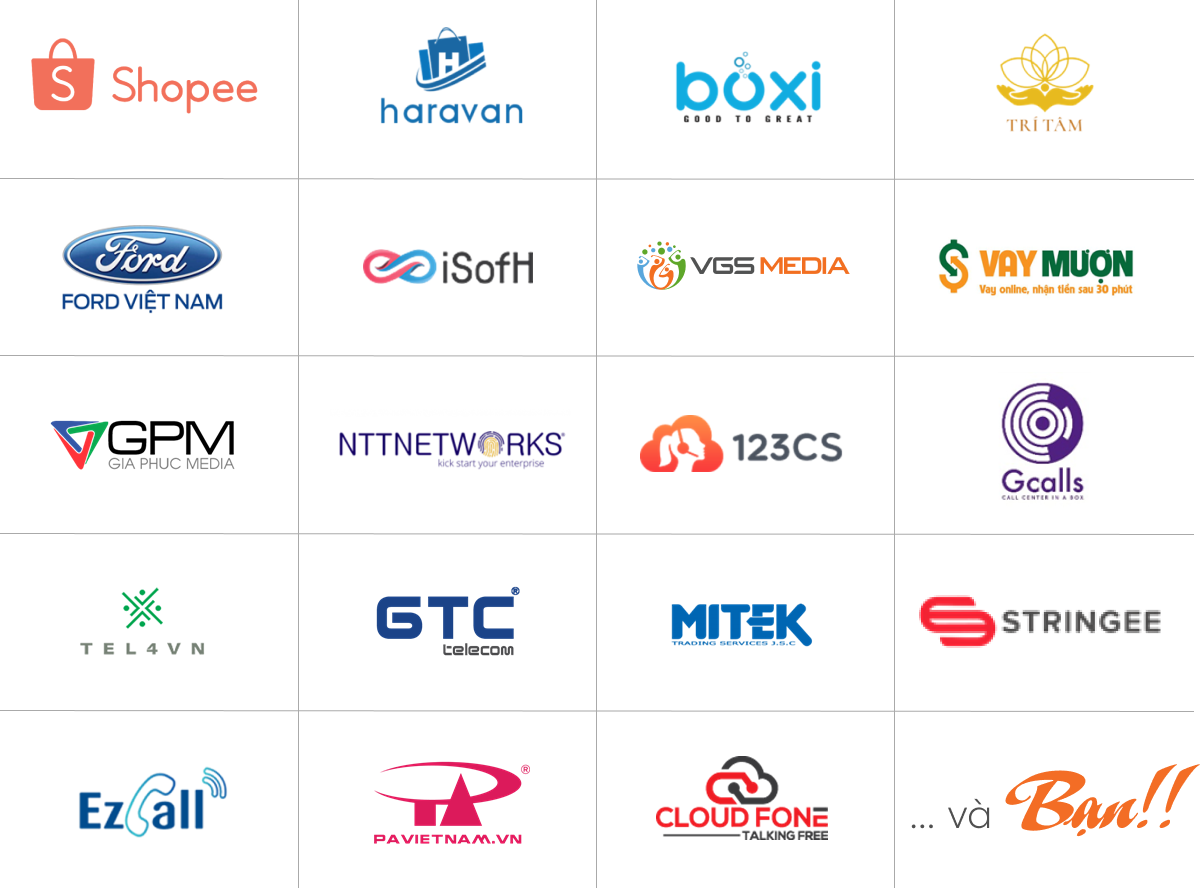 S Shopee
H
haravan
boxi
GOOD TO GREAT
TRÍ TÂM
Ford
FORD VIỆT NAM
iSofH
VGS MEDIA
VAY MƯỢN
Vay online, nhận tiền sau 30 phút
GPM
GIA PHUC MEDIA
NTTNETWORKS®
kick start your enterprise
123CS
Gcalls
CALL CENTER IN A BOX
TEL4VN
GTC®
telecom
MITEK
TRADING SERVICES J.S.C
STRINGEE
EzCall
PA®
PAVIETNAM.VN
CLOUD FONE
TALKING FREE
... và Bạn!!